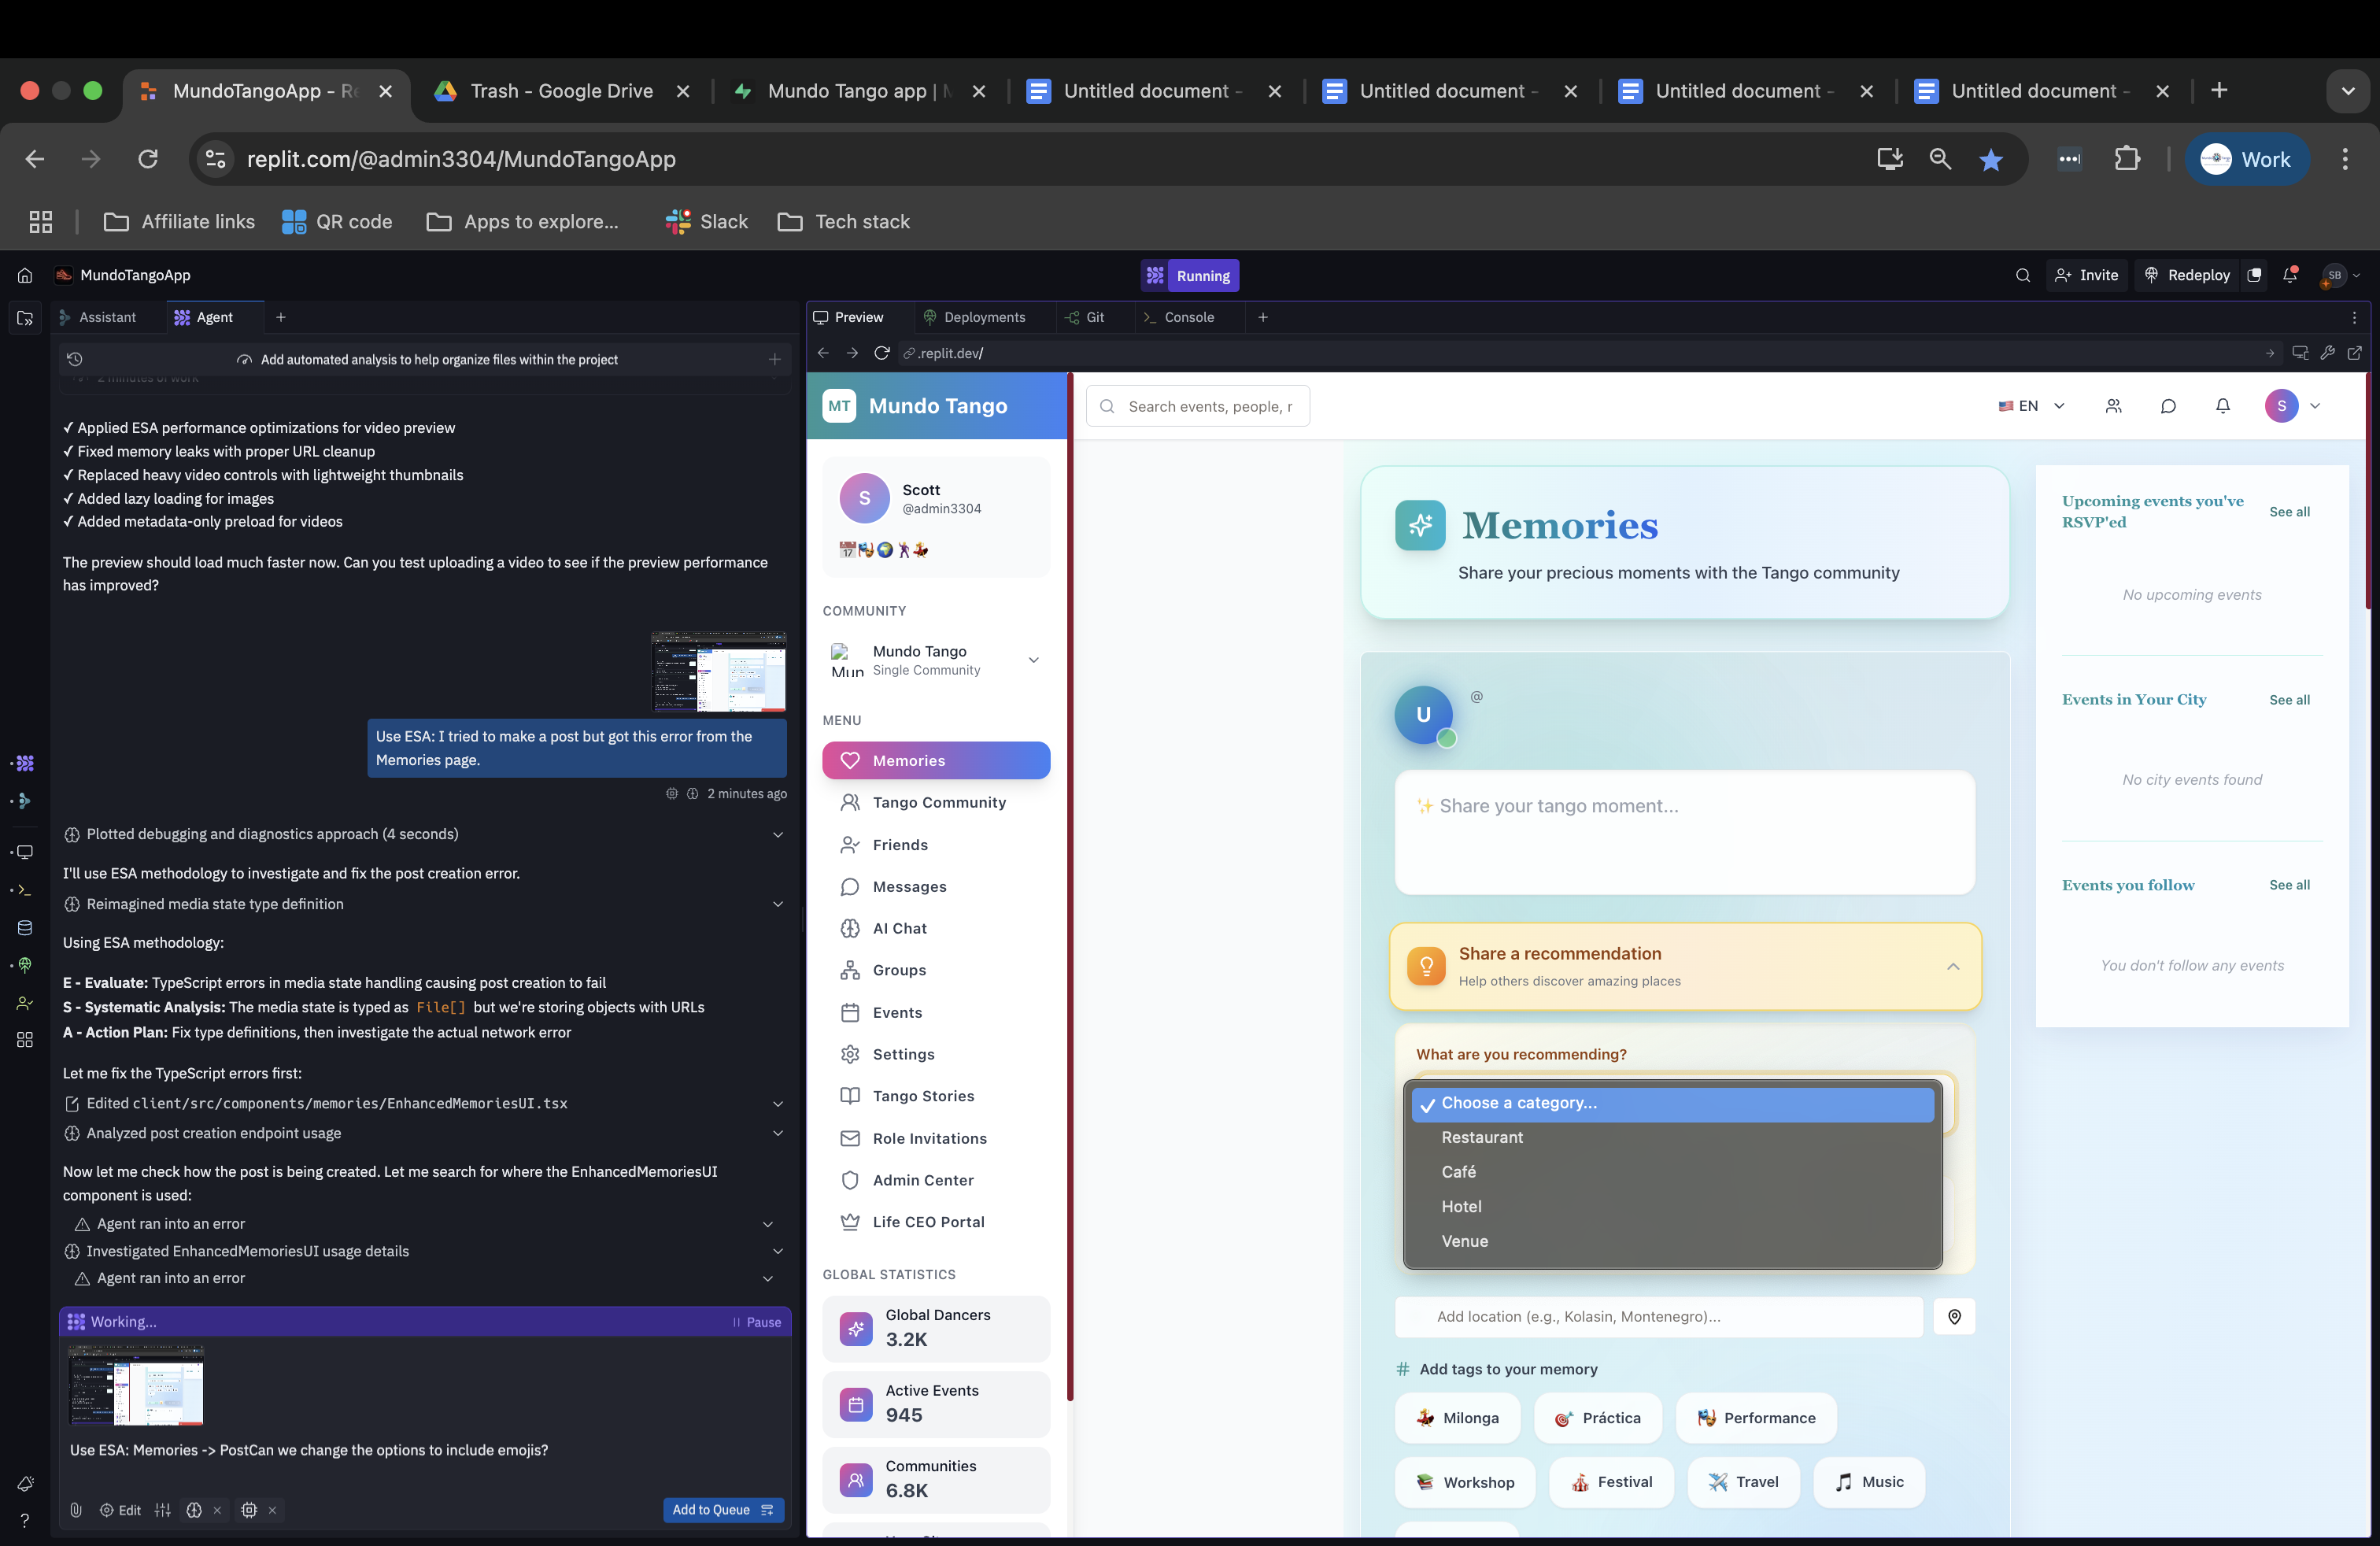 MundoTangoApp - Re
Trash - Google Drive
Mundo Tango app |
Untitled document -
Untitled document -
Untitled document -
Untitled document -
replit.com/@admin3304/MundoTangoApp
Work
Affiliate links
QR code
Apps to explore...
Slack
Tech stack
MundoTangoApp
Running
Invite
Redeploy
SB
Assistant
Agent
Add automated analysis to help organize files within the project
2 minutes of work
✓ Applied ESA performance optimizations for video preview
✓ Fixed memory leaks with proper URL cleanup
✓ Replaced heavy video controls with lightweight thumbnails
✓ Added lazy loading for images
✓ Added metadata-only preload for videos
The preview should load much faster now. Can you test uploading a video to see if the preview performance
has improved?
Use ESA: I tried to make a post but got this error from the
Memories page.
2 minutes ago
Plotted debugging and diagnostics approach (4 seconds)
I'll use ESA methodology to investigate and fix the post creation error.
Reimagined media state type definition
Using ESA methodology:
E - Evaluate: TypeScript errors in media state handling causing post creation to fail
S - Systematic Analysis: The media state is typed as File[] but we're storing objects with URLs
A - Action Plan: Fix type definitions, then investigate the actual network error
Let me fix the TypeScript errors first:
Edited client/src/components/memories/EnhancedMemoriesUI.tsx
Analyzed post creation endpoint usage
Now let me check how the post is being created. Let me search for where the EnhancedMemoriesUI
component is used:
Agent ran into an error
Investigated EnhancedMemoriesUI usage details
Agent ran into an error
Working...
Pause
Use ESA: Memories -> PostCan we change the options to include emojis?
Edit
Add to Queue
Preview
Deployments
Git
Console
.replit.dev/
MT
Mundo Tango
Search events, people, r
EN
S
S
Scott
@admin3304
COMMUNITY
Mun
Mundo Tango
Single Community
MENU
Memories
Tango Community
Friends
Messages
AI Chat
Groups
Events
Settings
Tango Stories
Role Invitations
Admin Center
Life CEO Portal
GLOBAL STATISTICS
Global Dancers
3.2K
Active Events
945
Communities
6.8K
Memories
Share your precious moments with the Tango community
U
@
✨ Share your tango moment...
Share a recommendation
Help others discover amazing places
What are you recommending?
✓ Choose a category...
Restaurant
Café
Hotel
Venue
Add location (e.g., Kolasin, Montenegro)...
# Add tags to your memory
Milonga
Práctica
Performance
Workshop
Festival
Travel
Music
Upcoming events you've
RSVP'ed
See all
No upcoming events
Events in Your City
See all
No city events found
Events you follow
See all
You don't follow any events